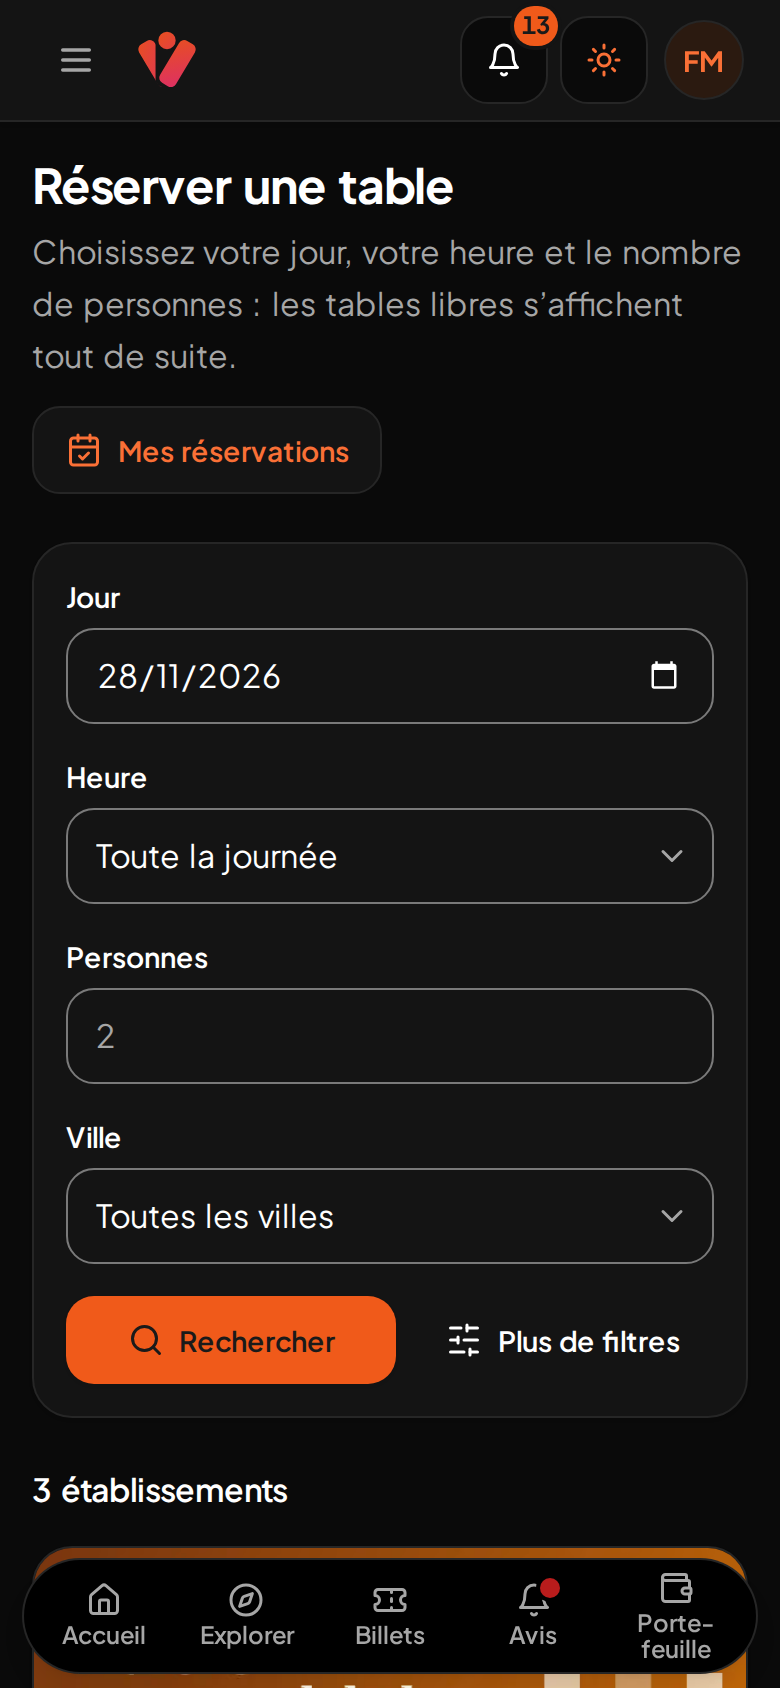 13
FM
Réserver une table
Choisissez votre jour, votre heure et le nombre
de personnes : les tables libres s’affichent
tout de suite.
Mes réservations
Jour
28/11/2026
Heure
Toute la journée
Personnes
2
Ville
Toutes les villes
Rechercher
Plus de filtres
3 établissements
Accueil
Explorer
Billets
Avis
Porte-
feuille